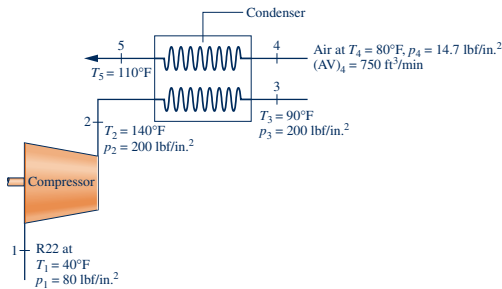 Condenser
5
4
Air at T₄ = 80°F, p₄ = 14.7 lbf/in.²
(AV)₄ = 750 ft³/min
T₅ = 110°F
3
T₃ = 90°F
p₃ = 200 lbf/in.²
2
T₂ = 140°F
p₂ = 200 lbf/in.²
Compressor
1
R22 at
T₁ = 40°F
p₁ = 80 lbf/in.²